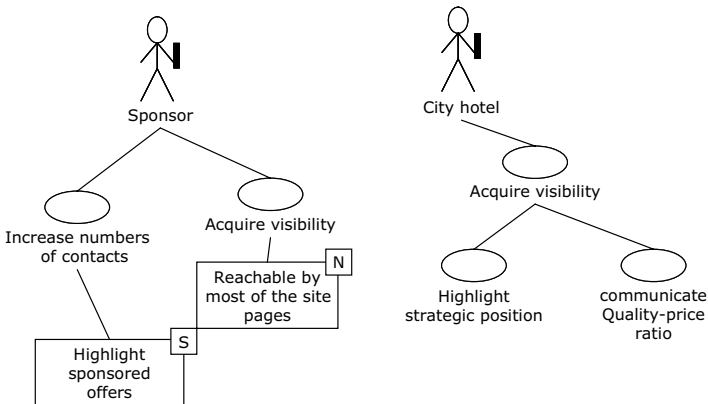 Sponsor
City hotel
Acquire visibility
Increase numbers
of contacts
Acquire visibility
N
Reachable by
most of the site
pages
Highlight
strategic position
communicate
Quality-price
ratio
S
Highlight
sponsored
offers